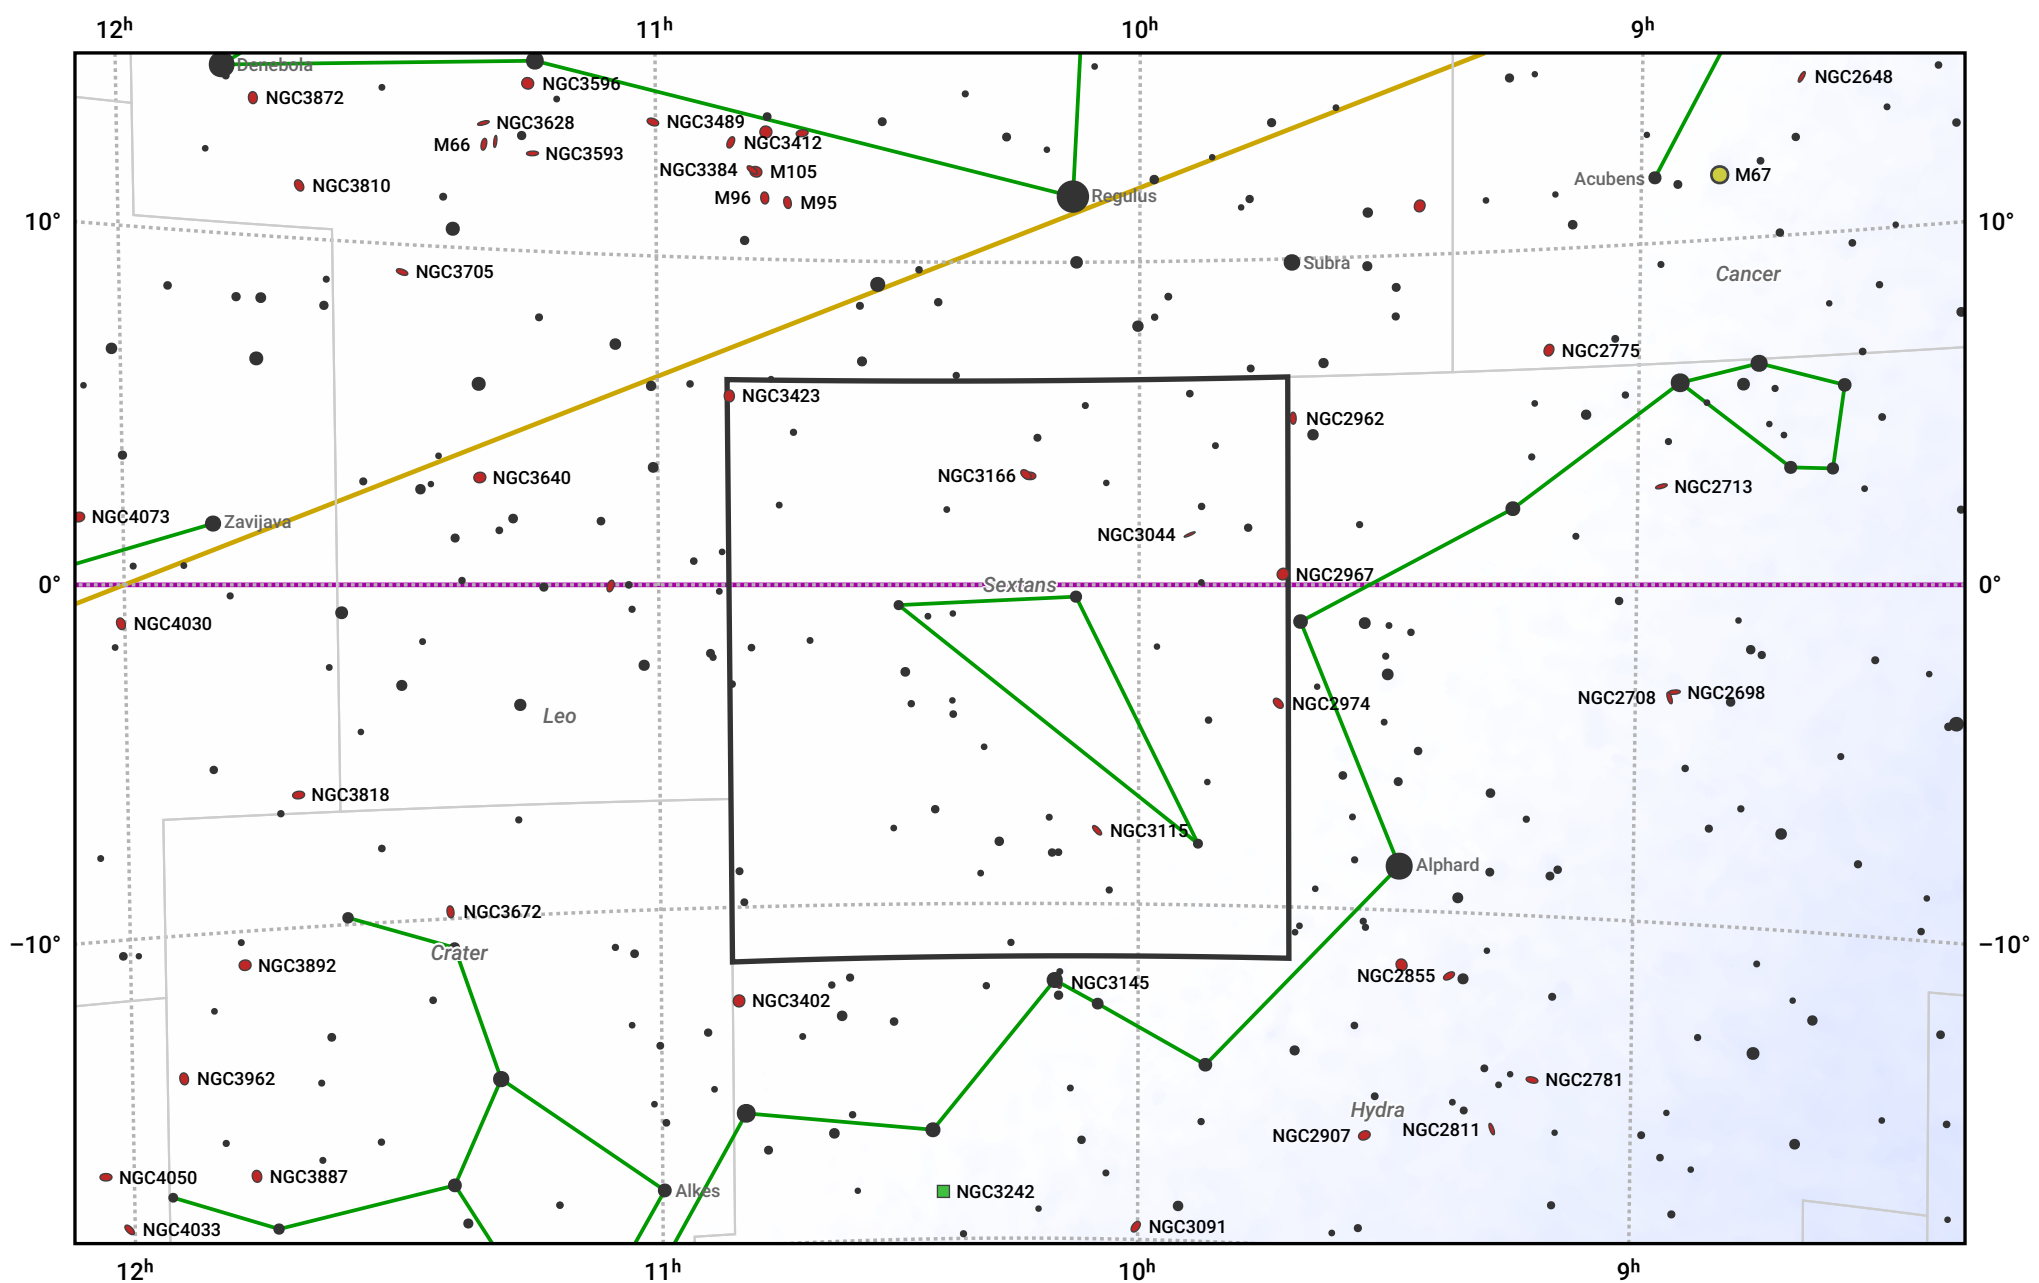 12h 11h 10h 9h
Denebola
NGC3596
NGC2648
NGC3872
NGC3628
NGC3489
M66
NGC3412
NGC3593
NGC3384 M105
M67
Acubens
NGC3810
M96 M95
Regulus
10° 10°
NGC3705
Subra
Cancer
NGC2775
NGC3423
NGC2962
NGC3640
NGC3166
NGC2713
NGC4073
Zavijava
NGC3044
0° Sextans NGC2967 0°
NGC4030
NGC2708 NGC2698
NGC2974
Leo
NGC3818
NGC3115
Alphard
NGC3672
−10° −10°
Crater
NGC3892
NGC2855
NGC3145
NGC3402
NGC3962
NGC2781
Hydra
NGC2907 NGC2811
NGC4050 NGC3887
Alkes NGC3242
NGC4033
NGC3091
12h 11h 10h 9h